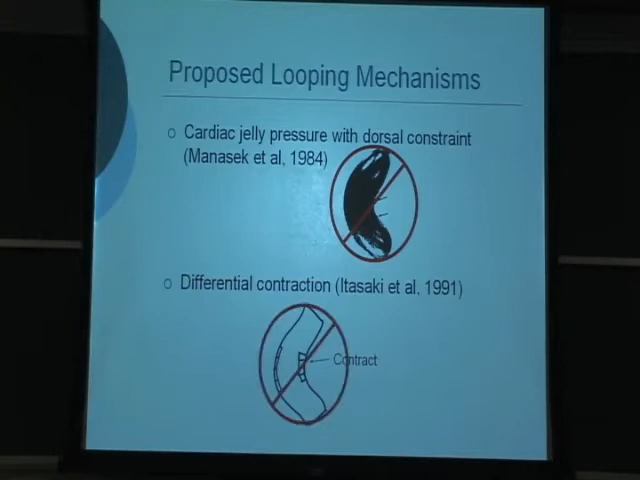 Proposed Looping Mechanisms
Cardiac jelly pressure with dorsal constraint
(Manasek et al, 1984)
Differential contraction (Itasaki et al, 1991)
Contract